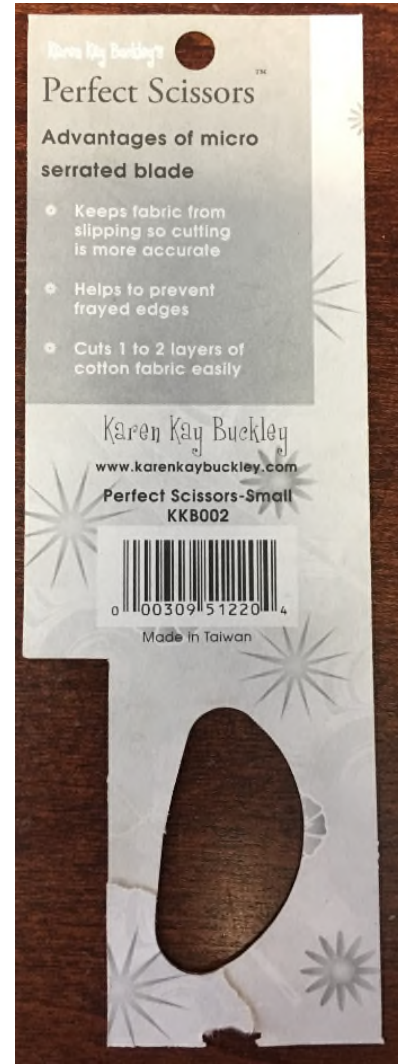 Karen Kay Buckley's
Perfect Scissors™
Advantages of micro
serrated blade
Keeps fabric from
slipping so cutting
is more accurate
Helps to prevent
frayed edges
Cuts 1 to 2 layers of
cotton fabric easily
Karen Kay Buckley
www.karenkaybuckley.com
Perfect Scissors-Small
KKB002
0 00309 51220 4
Made in Taiwan